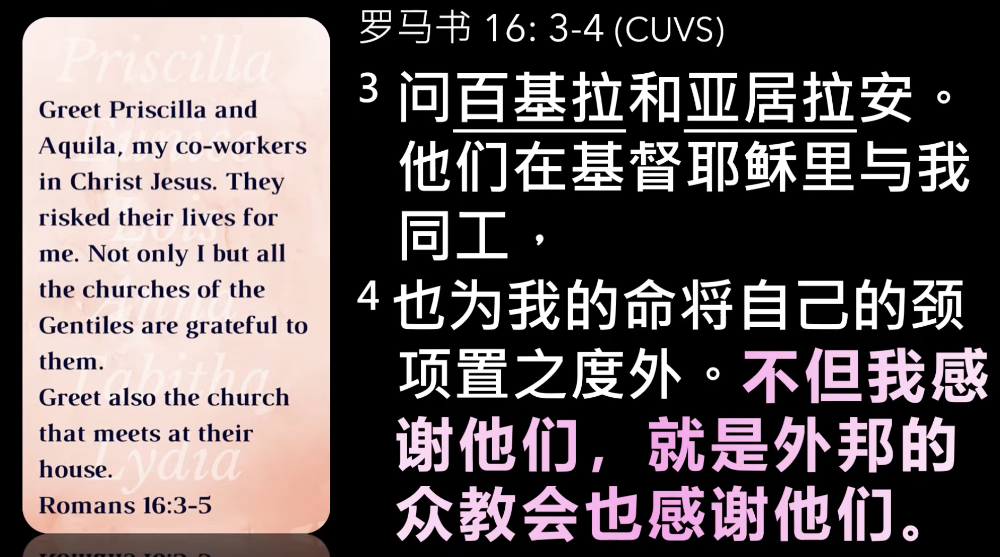 Priscilla
Greet Priscilla and
Aquila, my co-workers
Eunice
in Christ Jesus. They
risked their lives for
Lois
me. Not only I but all
the churches of the
Anna
Gentiles are grateful to
them.
Tabitha
Greet also the church
that meets at their
Lydia
house.
Romans 16:3-5
罗马书 16: 3-4 (CUVS)
3 问百基拉和亚居拉安。
他们在基督耶稣里与我
同工，
4 也为我的命将自己的颈
项置之度外。不但我感
谢他们，就是外邦的
众教会也感谢他们。